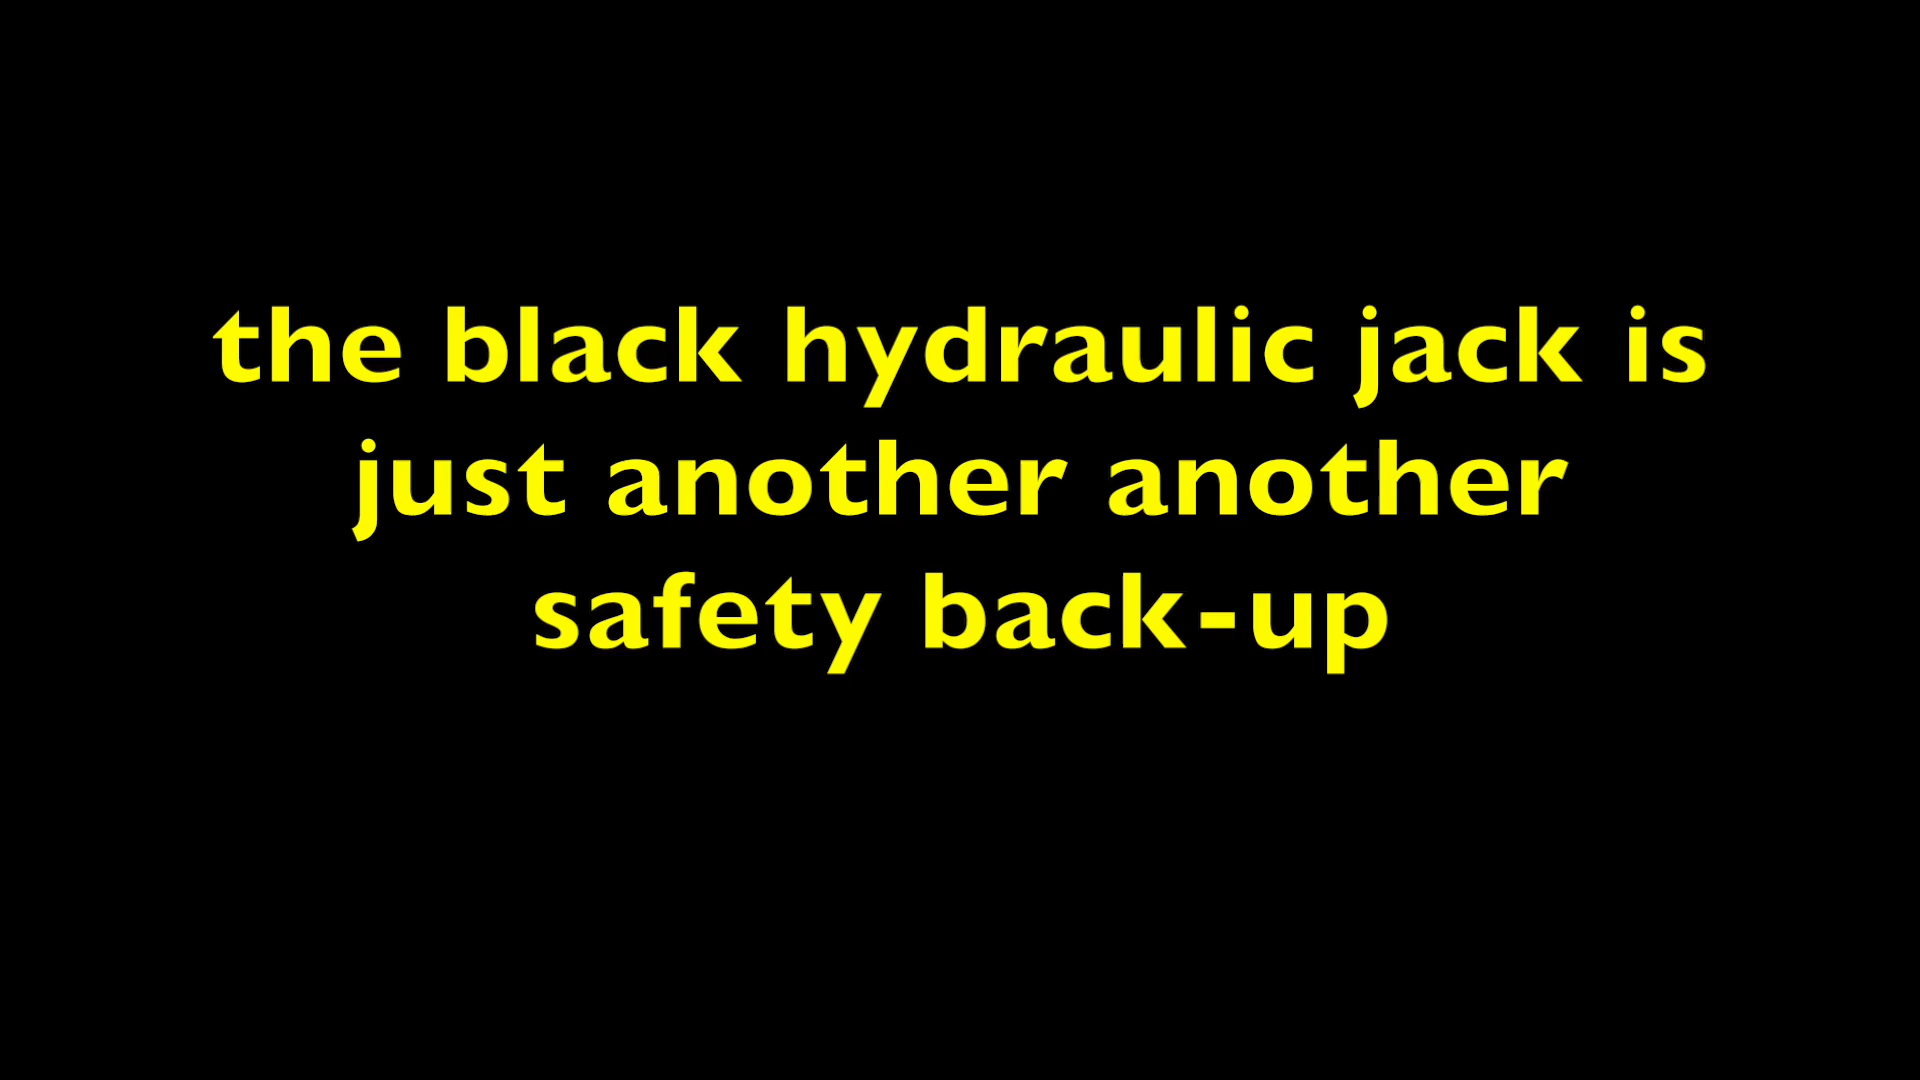 the black hydraulic jack is
just another another
safety back-up